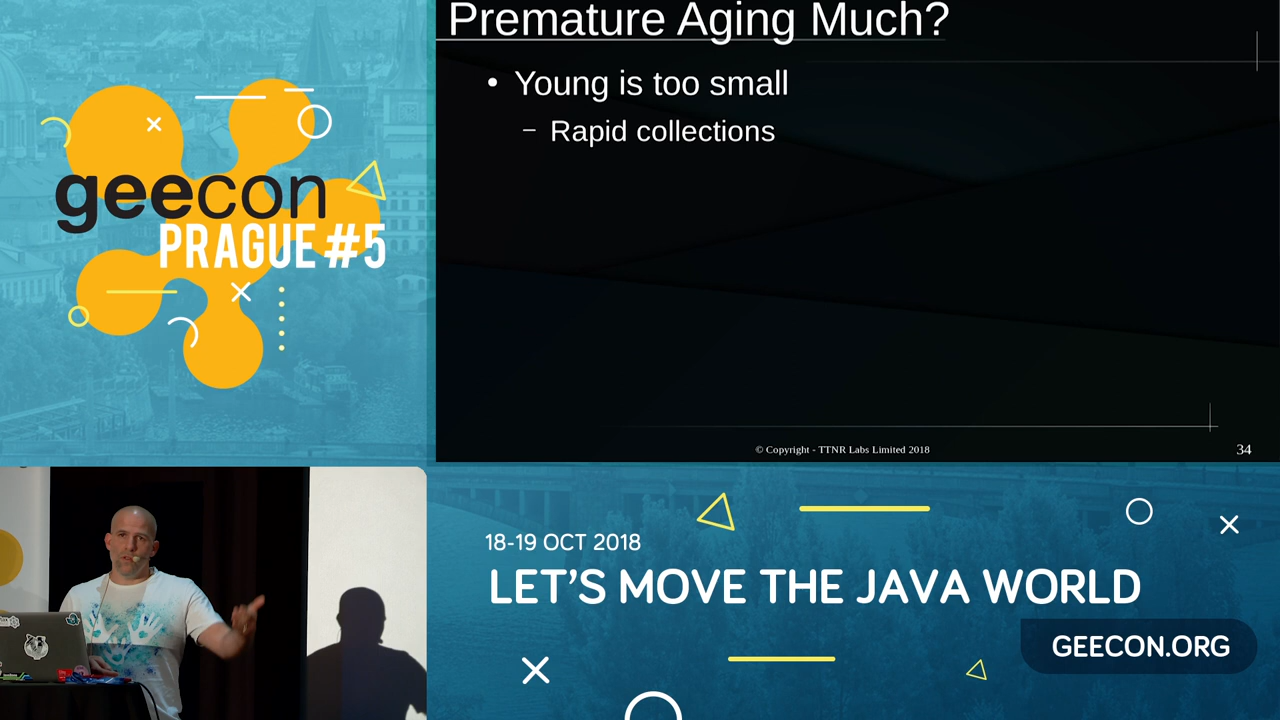 geecon
PRAGUE #5
Premature Aging Much?
• Young is too small
– Rapid collections
© Copyright - TTNR Labs Limited 2018
34
18-19 OCT 2018
LET’S MOVE THE JAVA WORLD
GEECON.ORG